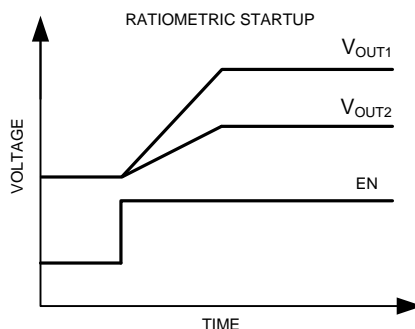 RATIOMETRIC STARTUP
VOUT1
VOUT2
EN
VOLTAGE
TIME